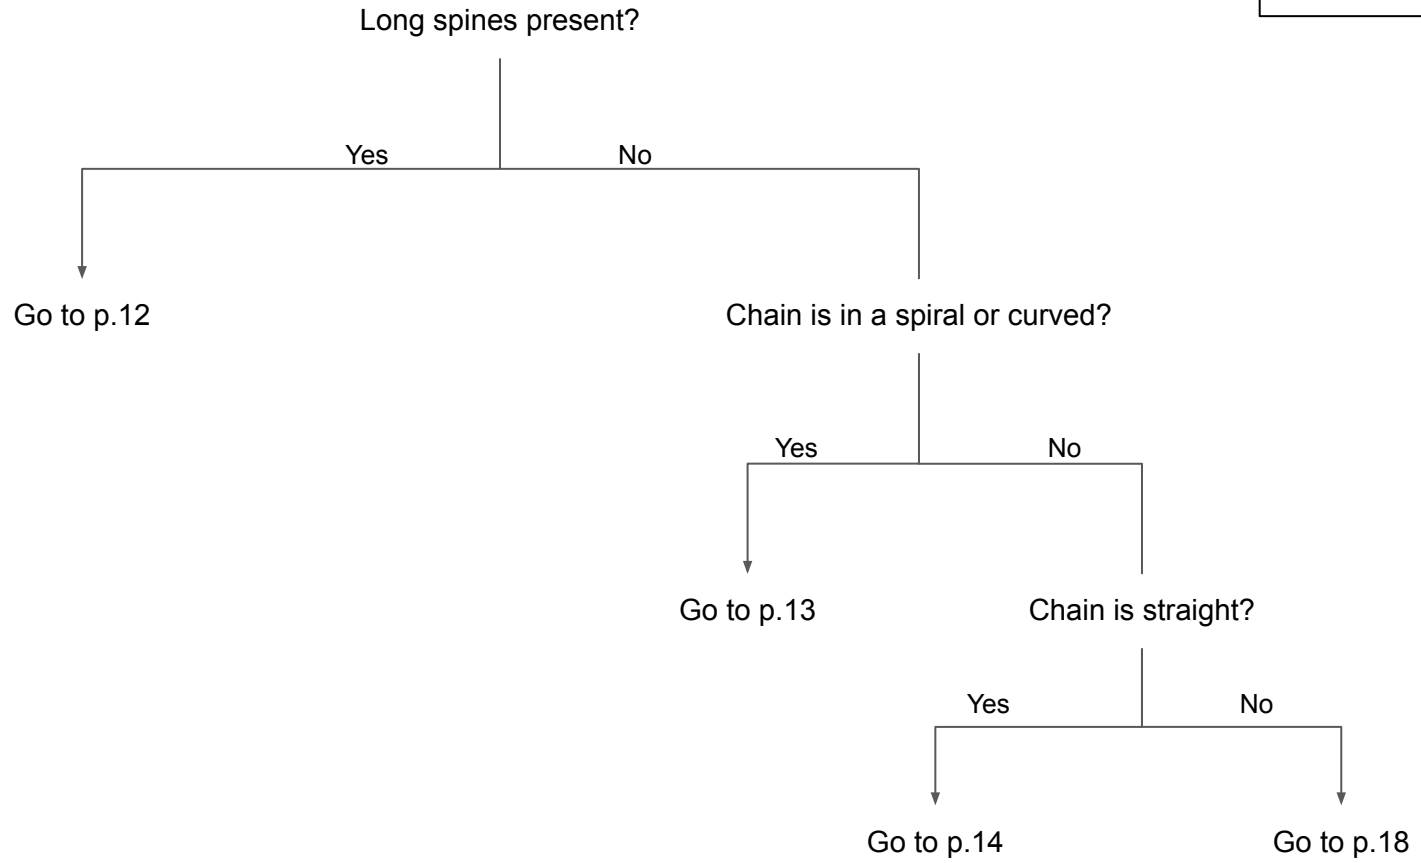 Long spines present?
Yes
No
Go to p.12
Chain is in a spiral or curved?
Yes
No
Go to p.13
Chain is straight?
Yes
No
Go to p.14
Go to p.18